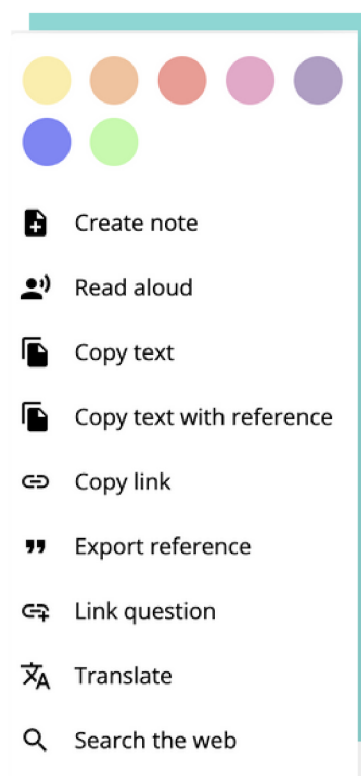 Create note
Read aloud
Copy text
Copy text with reference
Copy link
Export reference
Link question
Translate
Search the web